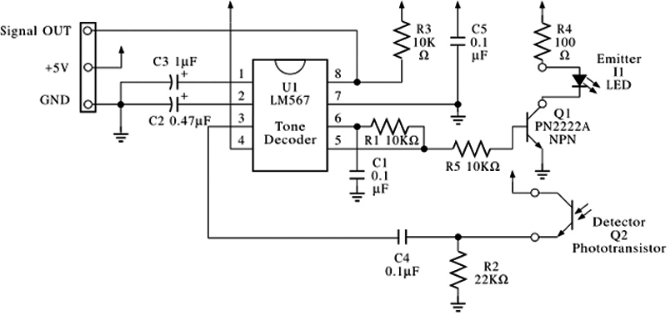 Signal OUT
+5V
GND
C3 1µF
+
+
C2 0.47µF
1
2
3
4
U1
LM567
Tone
Decoder
8
7
6
5
R3
10K
Ω
C5
0.1
µF
R4
100
Ω
Emitter
I1
LED
Q1
PN2222A
NPN
R1 10KΩ
C1
0.1
µF
R5 10KΩ
Detector
Q2
Phototransistor
C4
0.1µF
R2
22KΩ